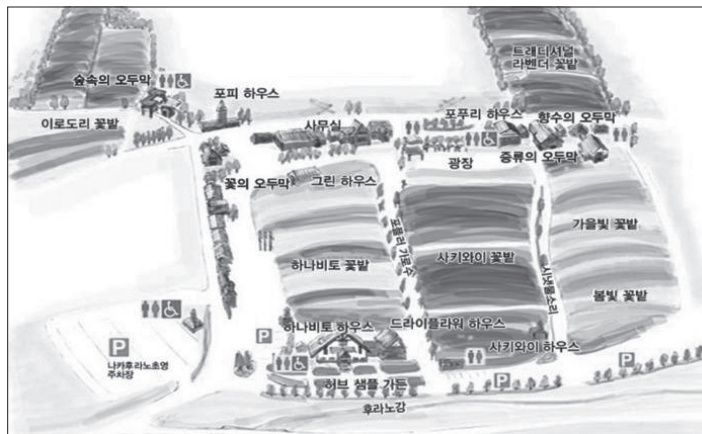 트래디셔널
라벤더 꽃밭
숲속의 오두막
포피 하우스
이로도리 꽃밭
사무실
포푸리 하우스
향수의 오두막
증류의 오두막
광장
꽃의 오두막
그린 하우스
포플러 가로수
가을빛 꽃밭
하나비토 꽃밭
사키와이 꽃밭
시냇물소리
봄빛 꽃밭
하나비토 하우스
드라이플라워 하우스
사키와이 하우스
P
P
P
P
나카후라노초영
주차장
허브 샘플 가든
후라노강